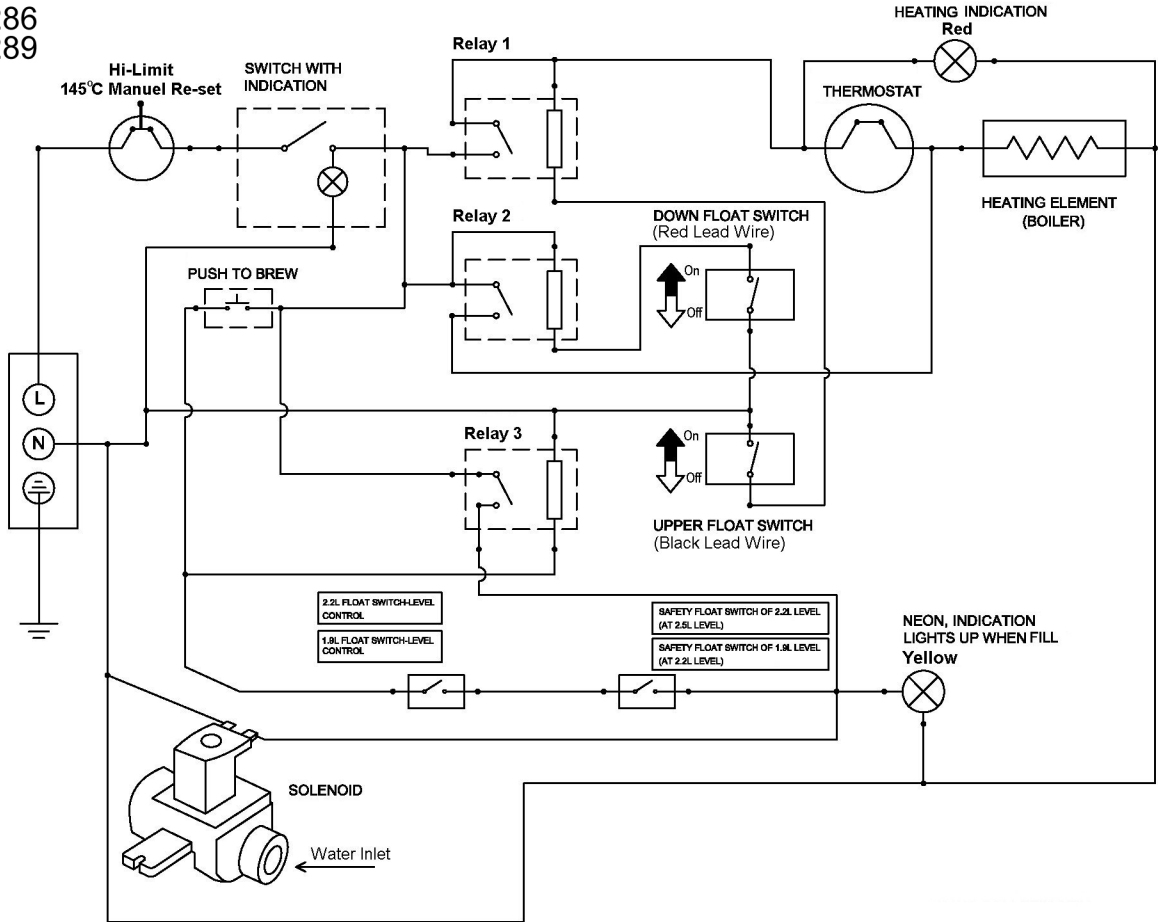 286
289
Hi-Limit
145°C Manuel Re-set
SWITCH WITH
INDICATION
Relay 1
HEATING INDICATION
Red
THERMOSTAT
HEATING ELEMENT
(BOILER)
Relay 2
DOWN FLOAT SWITCH
(Red Lead Wire)
On
Off
PUSH TO BREW
L
N
Relay 3
On
Off
UPPER FLOAT SWITCH
(Black Lead Wire)
2.2L FLOAT SWITCH-LEVEL
CONTROL
1.9L FLOAT SWITCH-LEVEL
CONTROL
SAFETY FLOAT SWITCH OF 2.2L LEVEL
(AT 2.5L LEVEL)
SAFETY FLOAT SWITCH OF 1.9L LEVEL
(AT 2.2L LEVEL)
NEON, INDICATION
LIGHTS UP WHEN FILL
Yellow
SOLENOID
Water Inlet